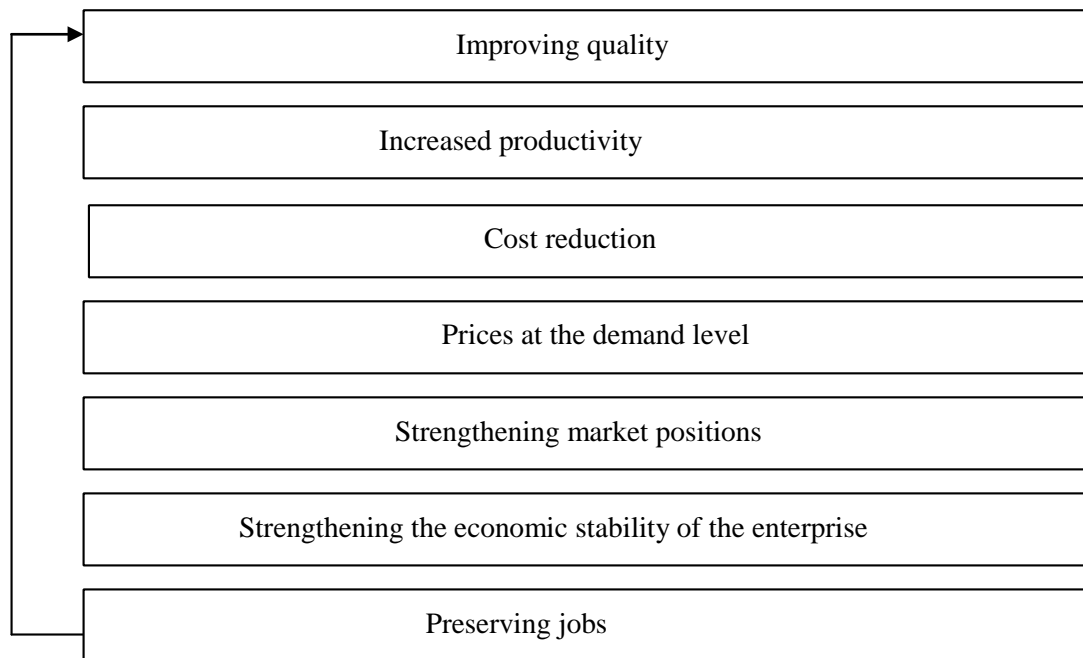 Improving quality
Increased productivity
Cost reduction
Prices at the demand level
Strengthening market positions
Strengthening the economic stability of the enterprise
Preserving jobs